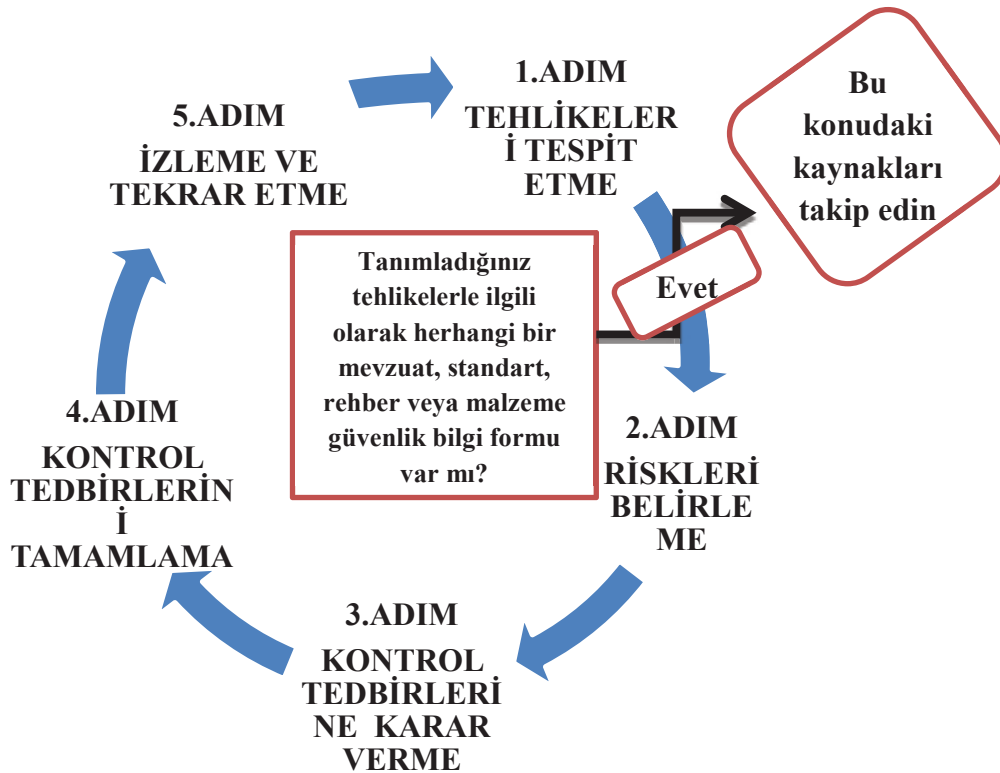 1.ADIM
TEHLİKELER
İ TESPİT
ETME
Bu
konudaki
kaynakları
takip edin
Evet
Tanımladığınız
tehlikelerle ilgili
olarak herhangi bir
mevzuat, standart,
rehber veya malzeme
güvenlik bilgi formu
var mı?
2.ADIM
RİSKLERİ
BELİRLE
ME
3.ADIM
KONTROL
TEDBİRLERİ
NE KARAR
VERME
4.ADIM
KONTROL
TEDBİRLERİN
İ
TAMAMLAMA
5.ADIM
İZLEME VE
TEKRAR ETME